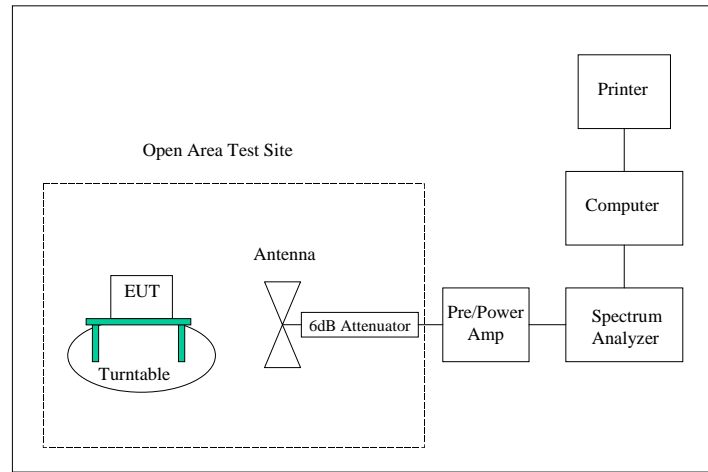 Printer
Open Area Test Site
Computer
Antenna
EUT
6dB Attenuator
Pre/Power
Amp
Spectrum
Analyzer
Turntable